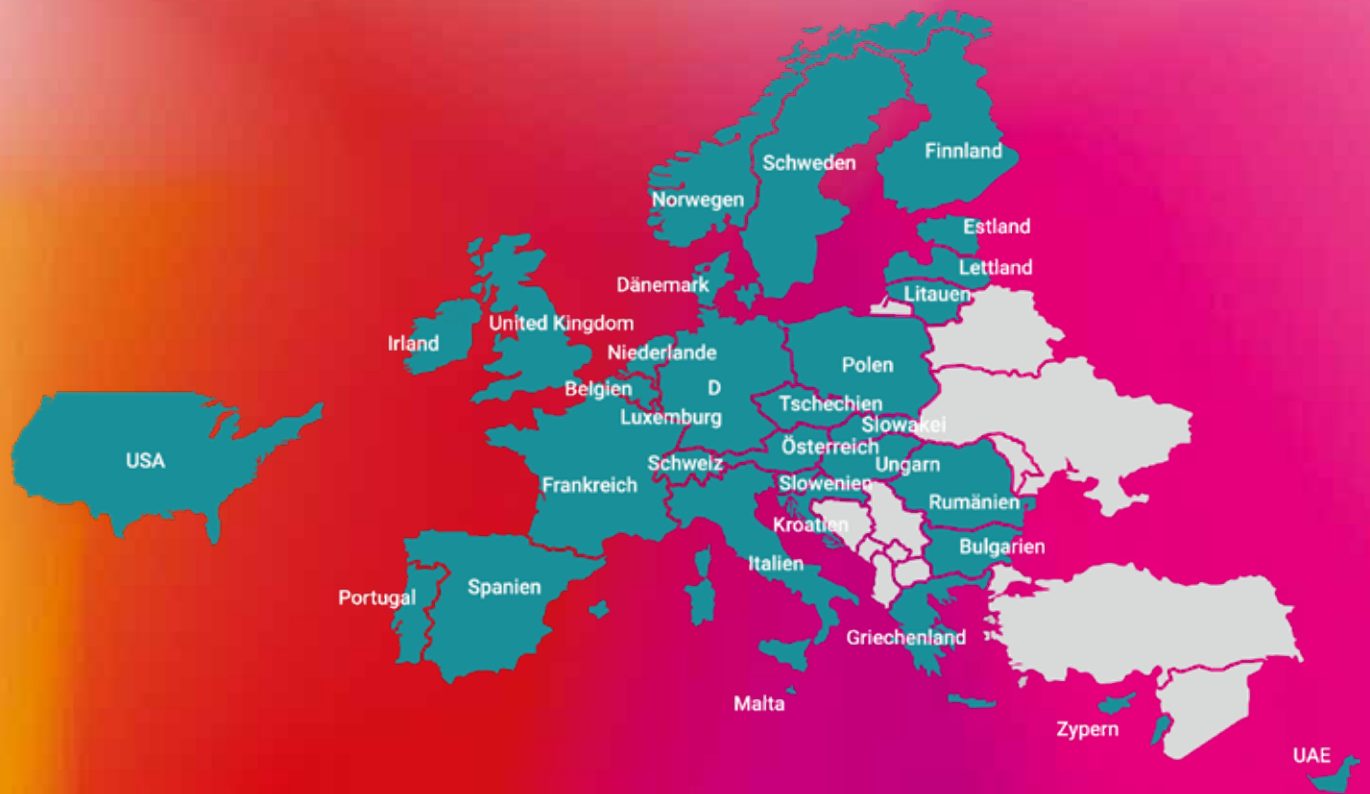 Finnland
Schweden
Norwegen
Estland
Lettland
Dänemark
Litauen
United Kingdom
Irland
Niederlande
Polen
Belgien
D
Tschechien
Luxemburg
Slowakei
Österreich
USA
Schweiz
Ungarn
Frankreich
Slowenien
Rumänien
Kroatien
Bulgarien
Italien
Spanien
Portugal
Griechenland
Malta
Zypern
UAE